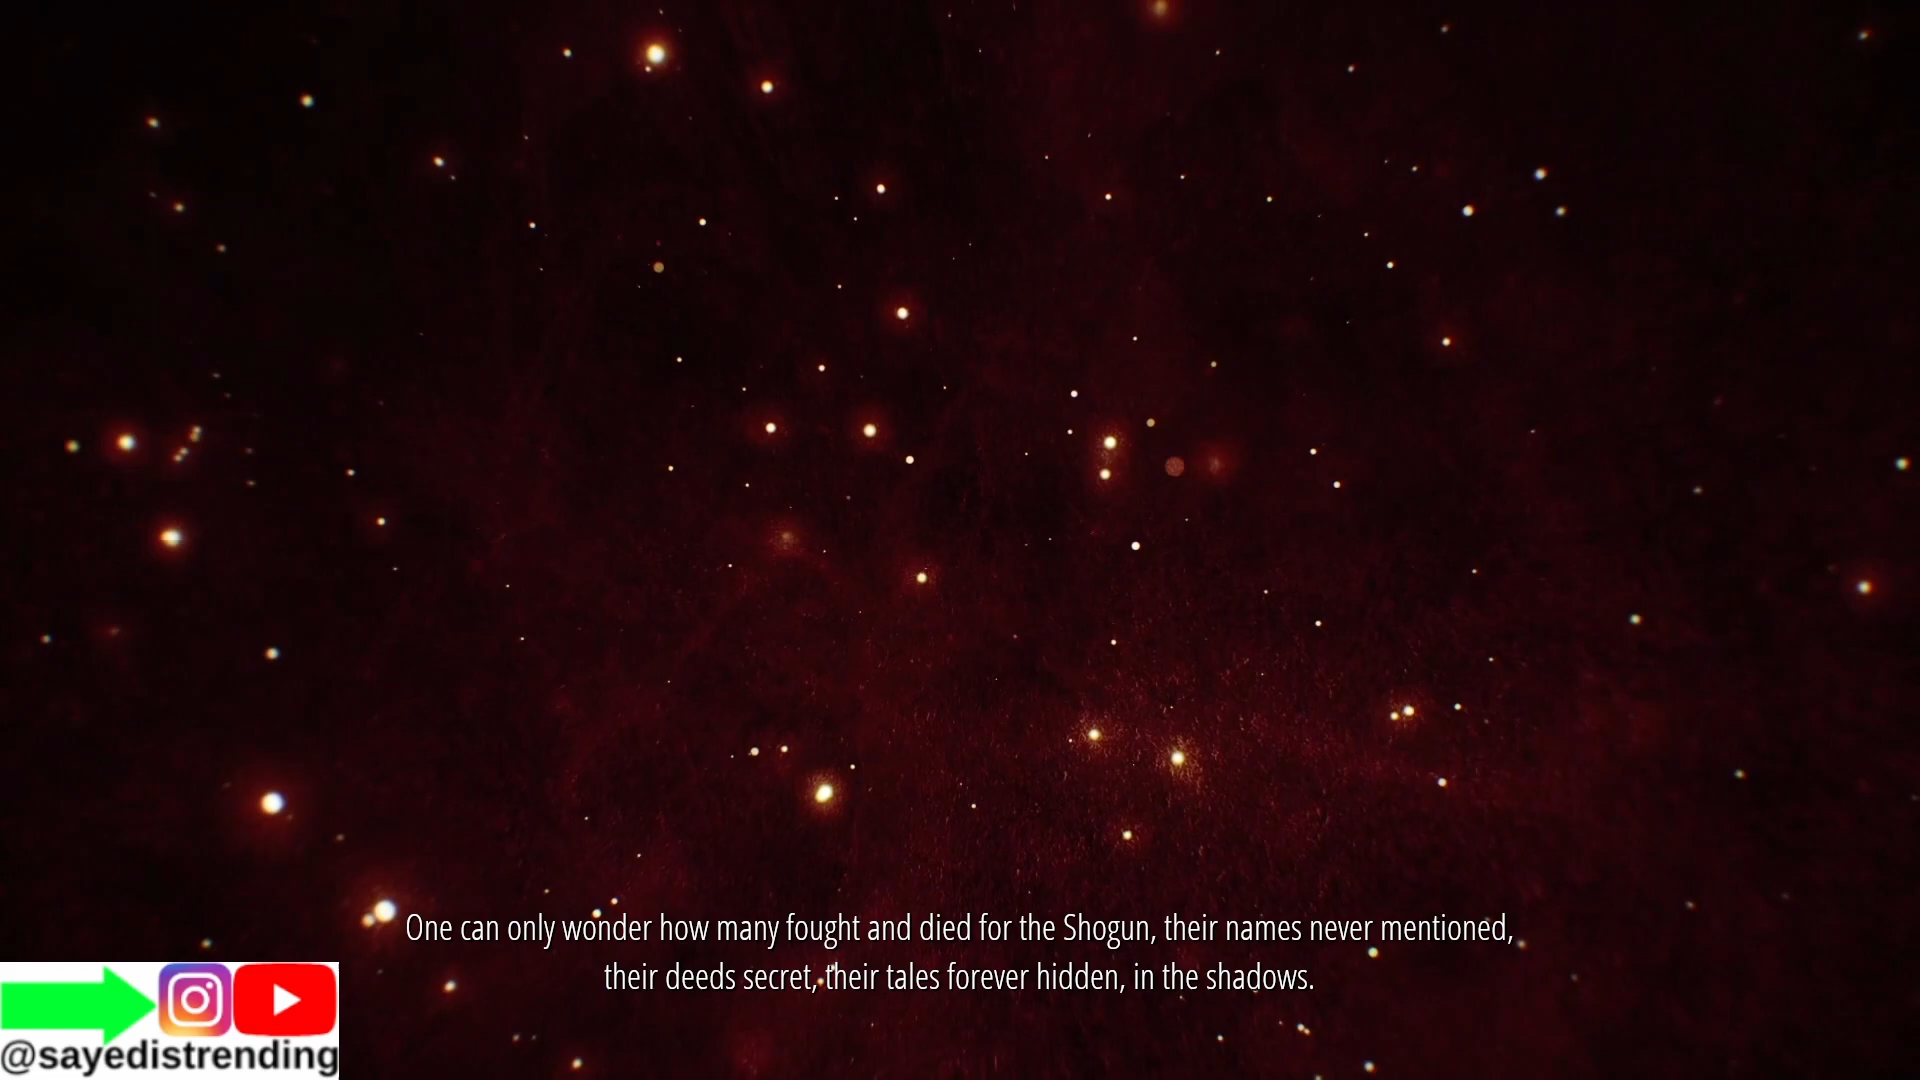 One can only wonder how many fought and died for the Shogun, their names never mentioned,
their deeds secret, their tales forever hidden, in the shadows.
@sayedistrending